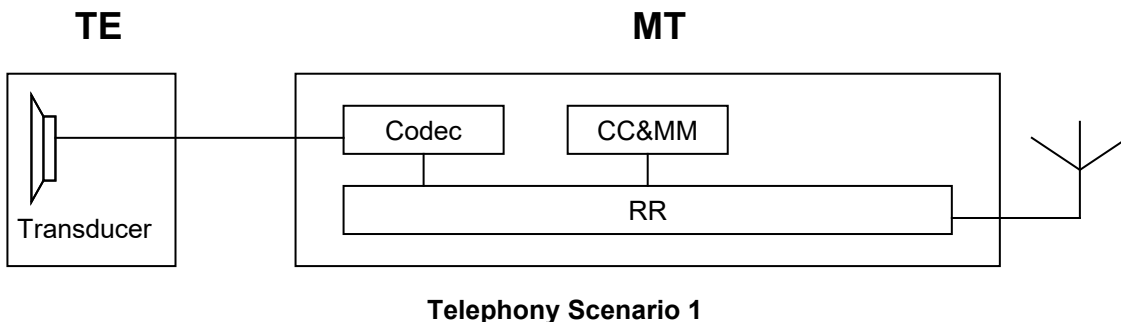 TE MT
Codec CC&MM
RR
Transducer
Telephony Scenario 1